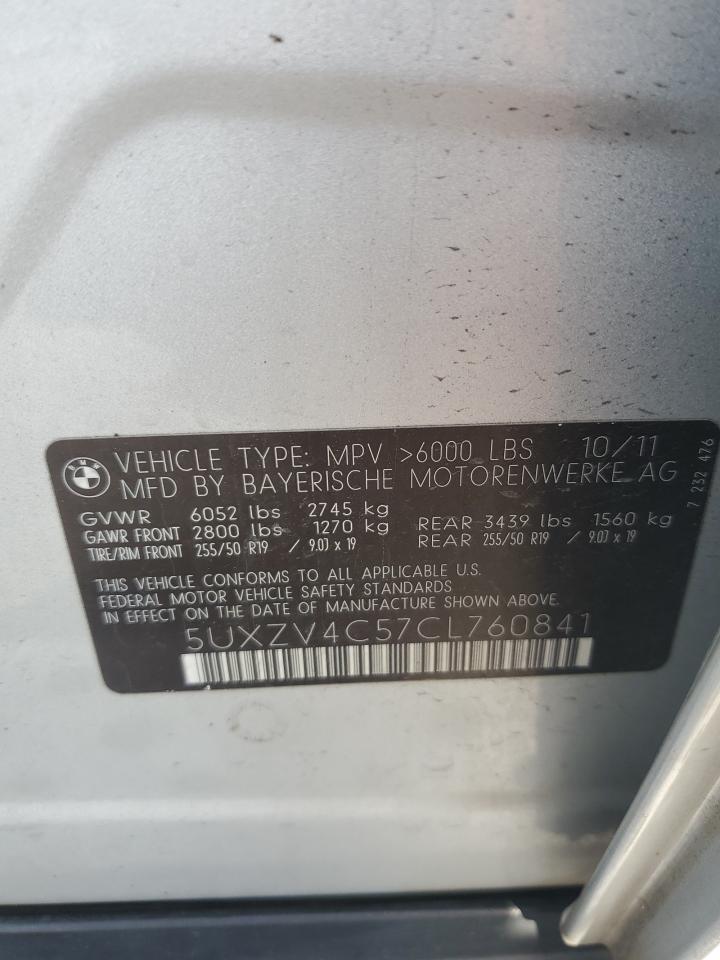 BMW
VEHICLE TYPE: MPV >6000 LBS 10/11
MFD BY BAYERISCHE MOTORENWERKE AG
7 232 476
GVWR 6052 lbs 2745 kg
GAWR FRONT 2800 lbs 1270 kg REAR 3439 lbs 1560 kg
TIRE/RIM FRONT 255/50 R19 / 9.0J x 19 REAR 255/50 R19 / 9.0J x 19
THIS VEHICLE CONFORMS TO ALL APPLICABLE U.S.
FEDERAL MOTOR VEHICLE SAFETY STANDARDS
IN EFFECT ON THE DATE OF MANUFACTURE SHOWN ABOVE.
5UXZV4C57CL760841